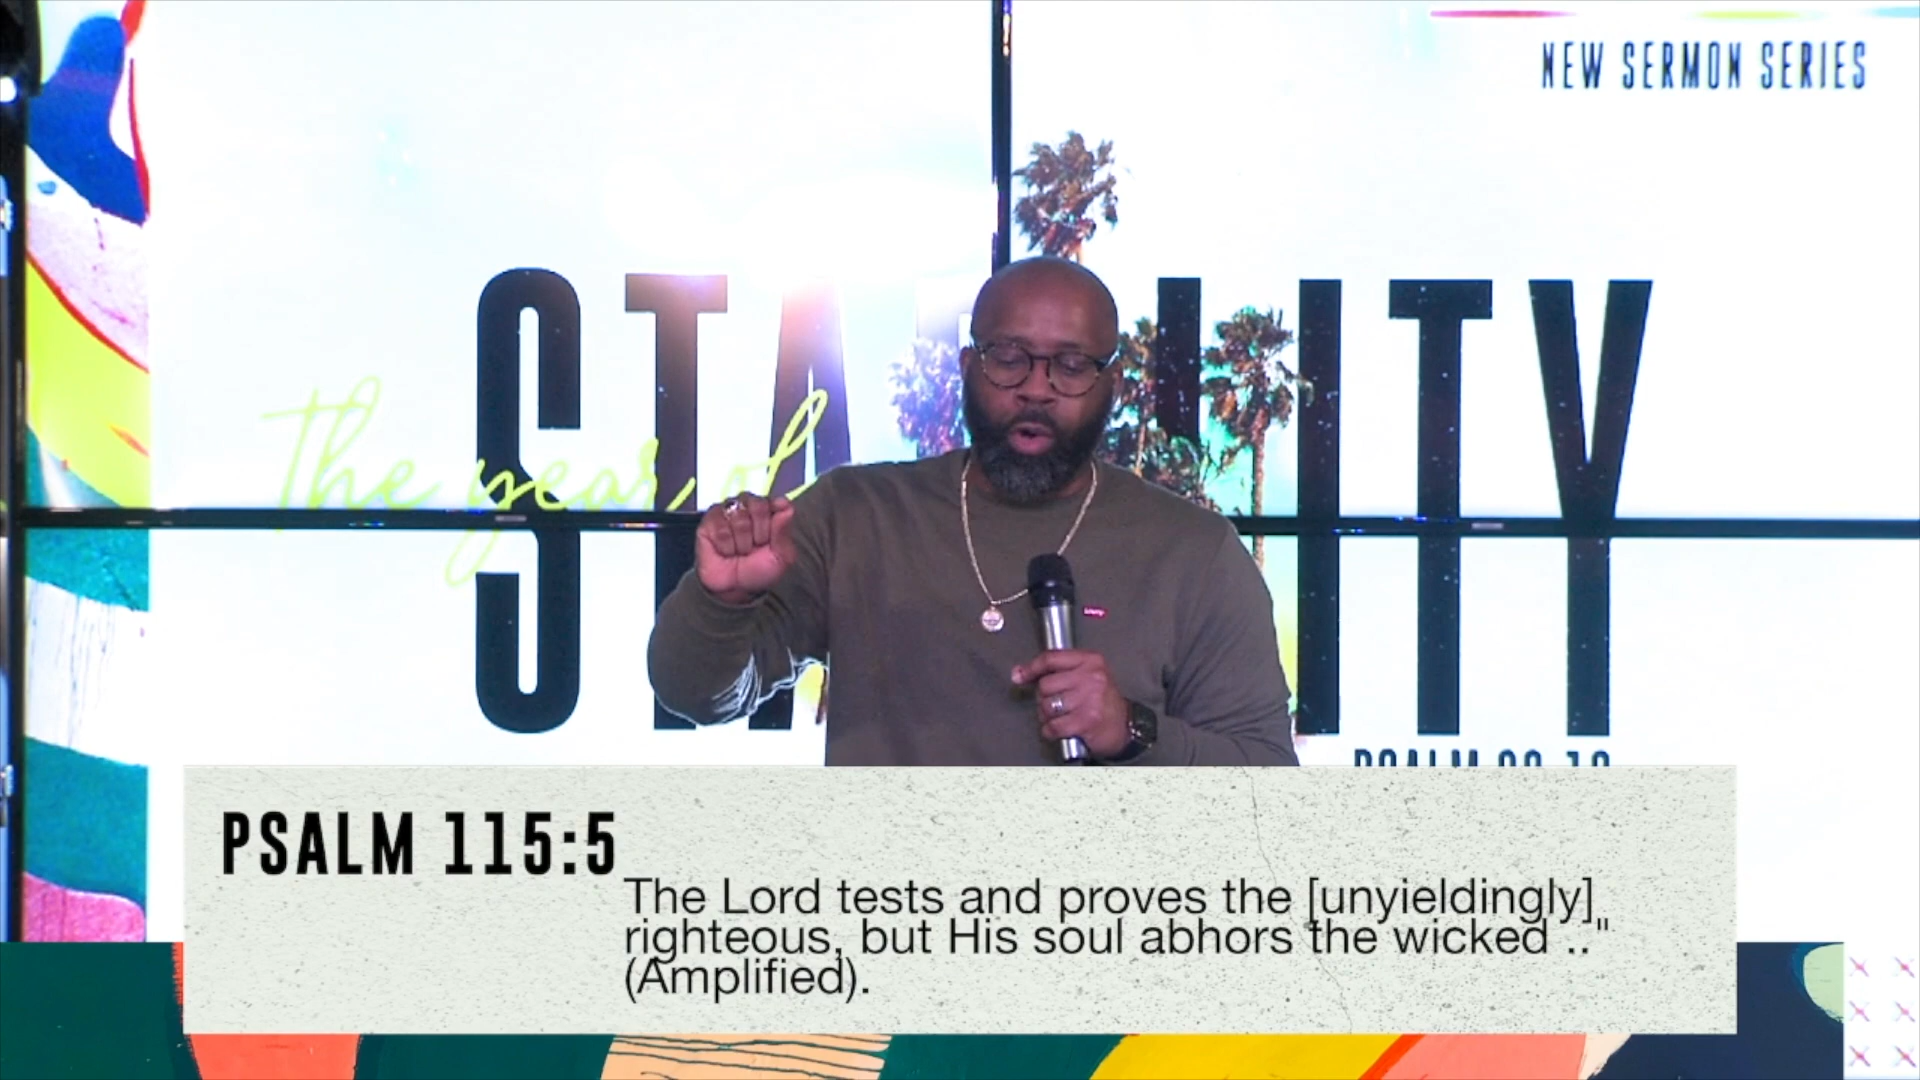 NEW SERMON SERIES
The year of
STABILITY
PSALM 115:5
The Lord tests and proves the [unyieldingly]
righteous, but His soul abhors the wicked .."
(Amplified).